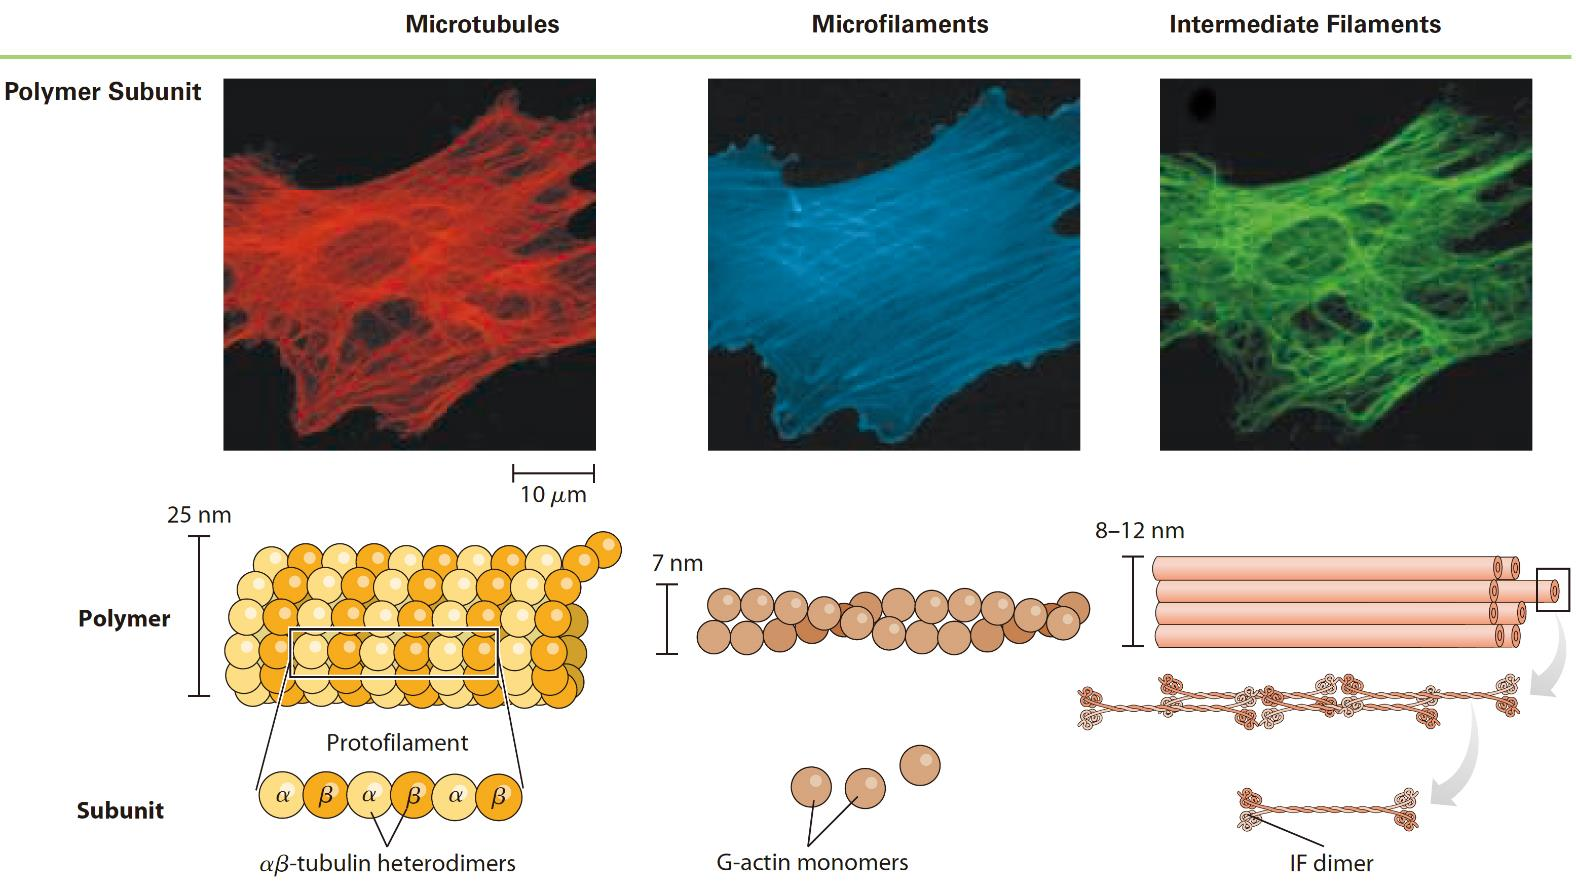 Microtubules
Microfilaments
Intermediate Filaments
Polymer Subunit
10 μm
25 nm
8–12 nm
7 nm
Polymer
Protofilament
α β α β α β
Subunit
αβ-tubulin heterodimers
G-actin monomers
IF dimer